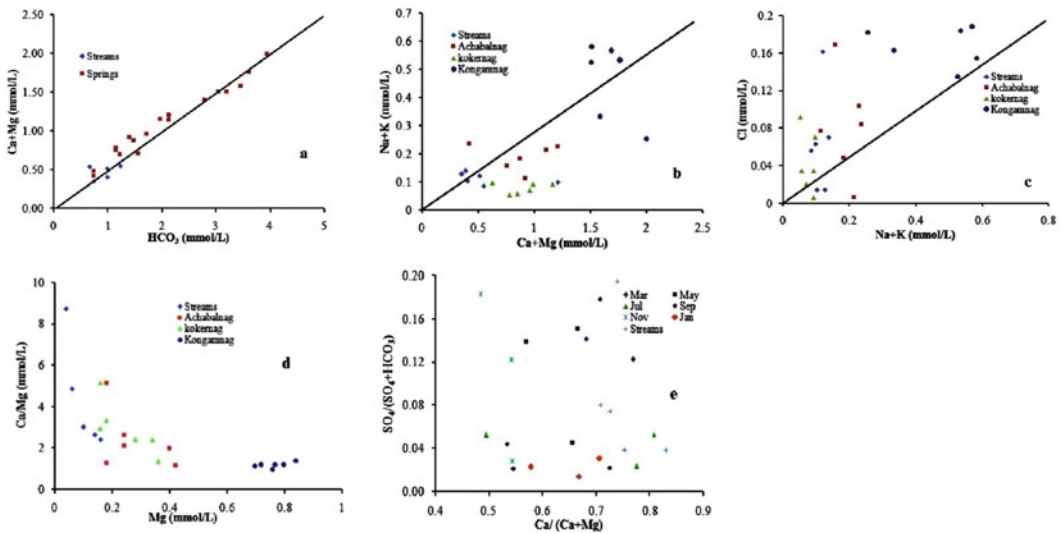 2.50
2.00
1.50
1.00
0.50
0.00
Ca+Mg (mmol/L)
Streams
Springs
a
0 1 2 3 4 5
HCO₃ (mmol/L)
0.7
0.6
0.5
0.4
0.3
0.2
0.1
0
Na+K (mmol/L)
Streams
Achabalnag
kokernag
Kongamnag
b
0 0.5 1 1.5 2 2.5
Ca+Mg (mmol/L)
0.2
0.16
0.12
0.08
0.04
0
Cl (mmol/L)
Streams
Achabalnag
kokernag
Kongamnag
c
0 0.2 0.4 0.6 0.8
Na+K (mmol/L)
10
8
6
4
2
0
Ca/Mg (mmol/L)
Streams
Achabalnag
kokernag
Kongamnag
d
0 0.2 0.4 0.6 0.8 1
Mg (mmol/L)
0.20
0.16
0.12
0.08
0.04
0.00
SO₄/(SO₄+HCO₃)
Mar May
Jul Sep
Nov Jan
Streams
e
0.4 0.5 0.6 0.7 0.8 0.9
Ca/ (Ca+Mg)